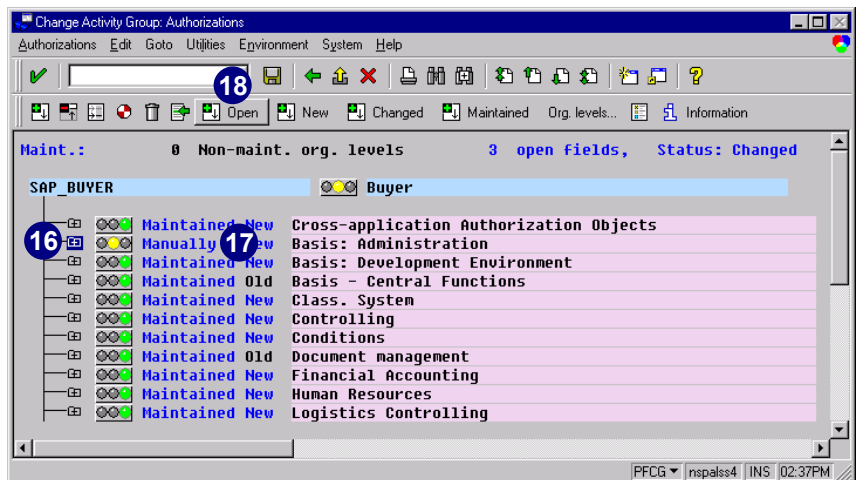 Change Activity Group: Authorizations
Authorizations Edit Goto Utilities Environment System Help
18
Open New Changed Maintained Org. levels... Information
Maint.: 0 Non-maint. org. levels 3 open fields, Status: Changed
SAP_BUYER Buyer
Maintained New Cross-application Authorization Objects
16 Manually 17 Basis: Administration
Maintained New Basis: Development Environment
Maintained Old Basis - Central Functions
Maintained New Class. System
Maintained New Controlling
Maintained New Conditions
Maintained Old Document management
Maintained New Financial Accounting
Maintained New Human Resources
Maintained New Logistics Controlling
PFCG nspalss4 INS 02:37PM